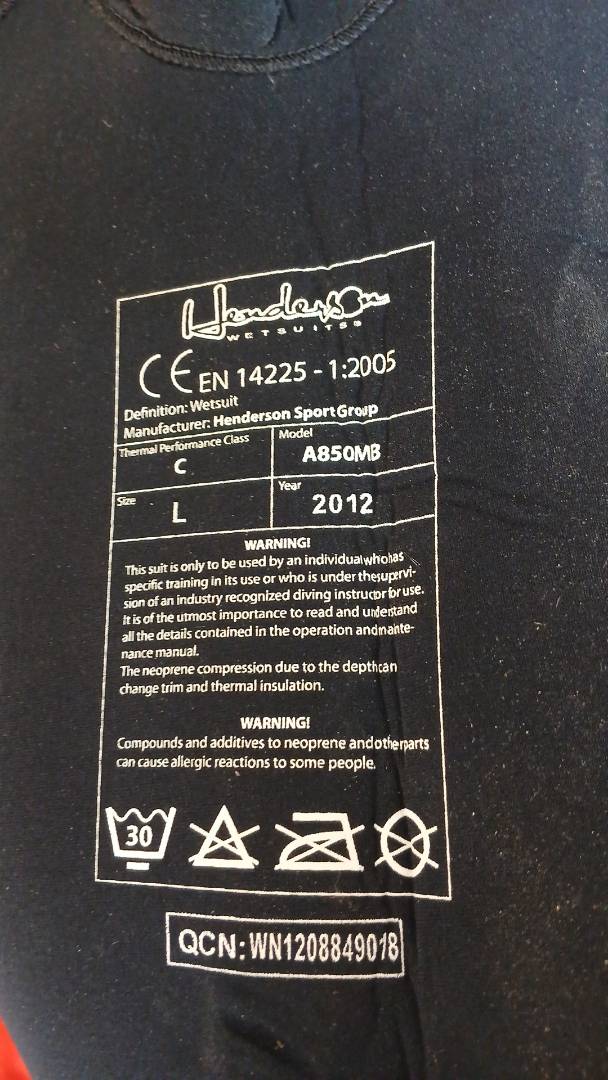 Henderson
WETSUITS®
CE EN 14225 - 1:2005
Definition: Wetsuit
Manufacturer: Henderson SportGroup
Thermal Performance Class
C
Model
A850MB
Size
L
Year
2012
WARNING!
This suit is only to be used by an individual who has
specific training in its use or who is under the supervi-
sion of an industry recognized diving instructor for use.
It is of the utmost importance to read and understand
all the details contained in the operation and mainte-
nance manual.
The neoprene compression due to the depth can
change trim and thermal insulation.
WARNING!
Compounds and additives to neoprene and other parts
can cause allergic reactions to some people.
30
QCN: WN1208849018